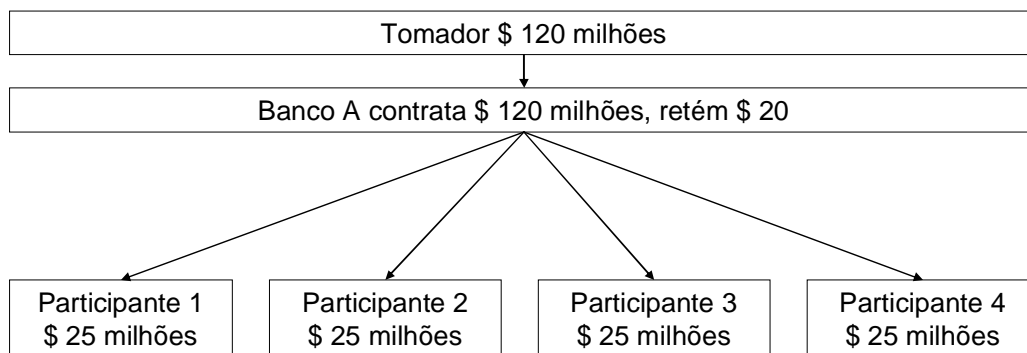 Tomador $ 120 milhões
Banco A contrata $ 120 milhões, retém $ 20
Participante 1
$ 25 milhões
Participante 2
$ 25 milhões
Participante 3
$ 25 milhões
Participante 4
$ 25 milhões